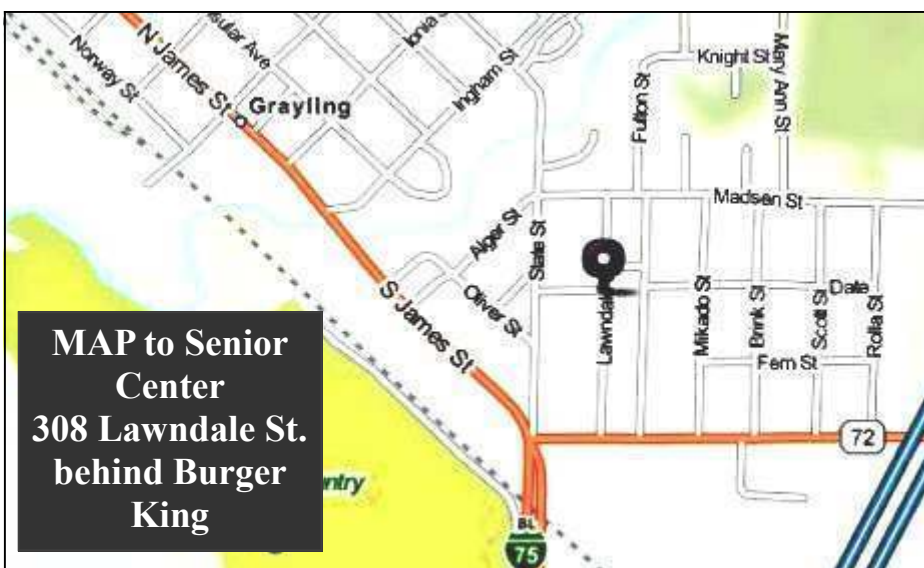 N James St
Norway St
Ionia
Ingham St
Grayling
Knight St
Mary Ann St
Fulton St
Madsen St
Alger St
State St
Oliver St
Lawndale
S James St
Mikado St
Brink St
Scott St
Dale
Rolla St
Fern St
72
75
MAP to Senior
Center
308 Lawndale St.
behind Burger
King